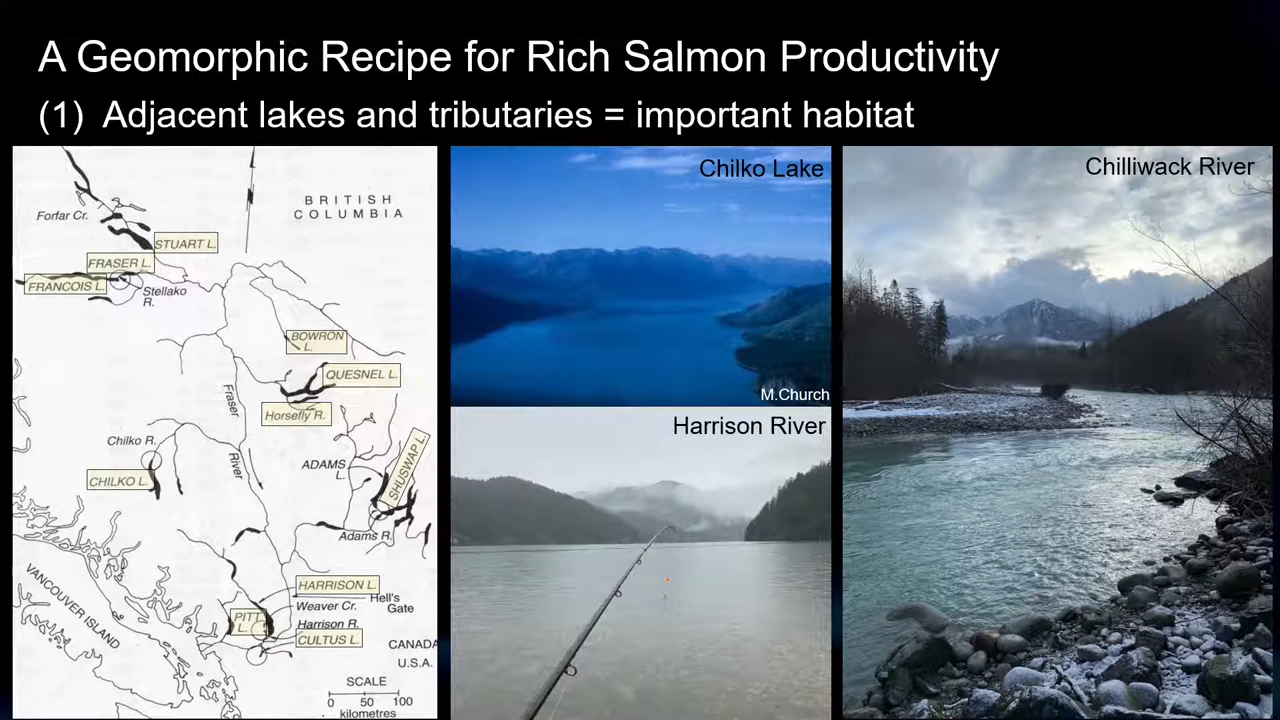 A Geomorphic Recipe for Rich Salmon Productivity
(1) Adjacent lakes and tributaries = important habitat
BRITISH
COLUMBIA
Forfar Cr.
STUART L.
FRASER L.
FRANCOIS L.
Stellako
R.
BOWRON
L.
QUESNEL L.
Horsefly R.
Fraser
River
Chilko R.
CHILKO L.
ADAMS
L.
SHUSWAP L.
Adams R.
HARRISON L.
Hell's
Gate
Weaver Cr.
PITT
L.
Harrison R.
CULTUS L.
VANCOUVER ISLAND
CANADA
U.S.A.
SCALE
0 50 100
kilometres
Chilko Lake
M.Church
Harrison River
Chilliwack River